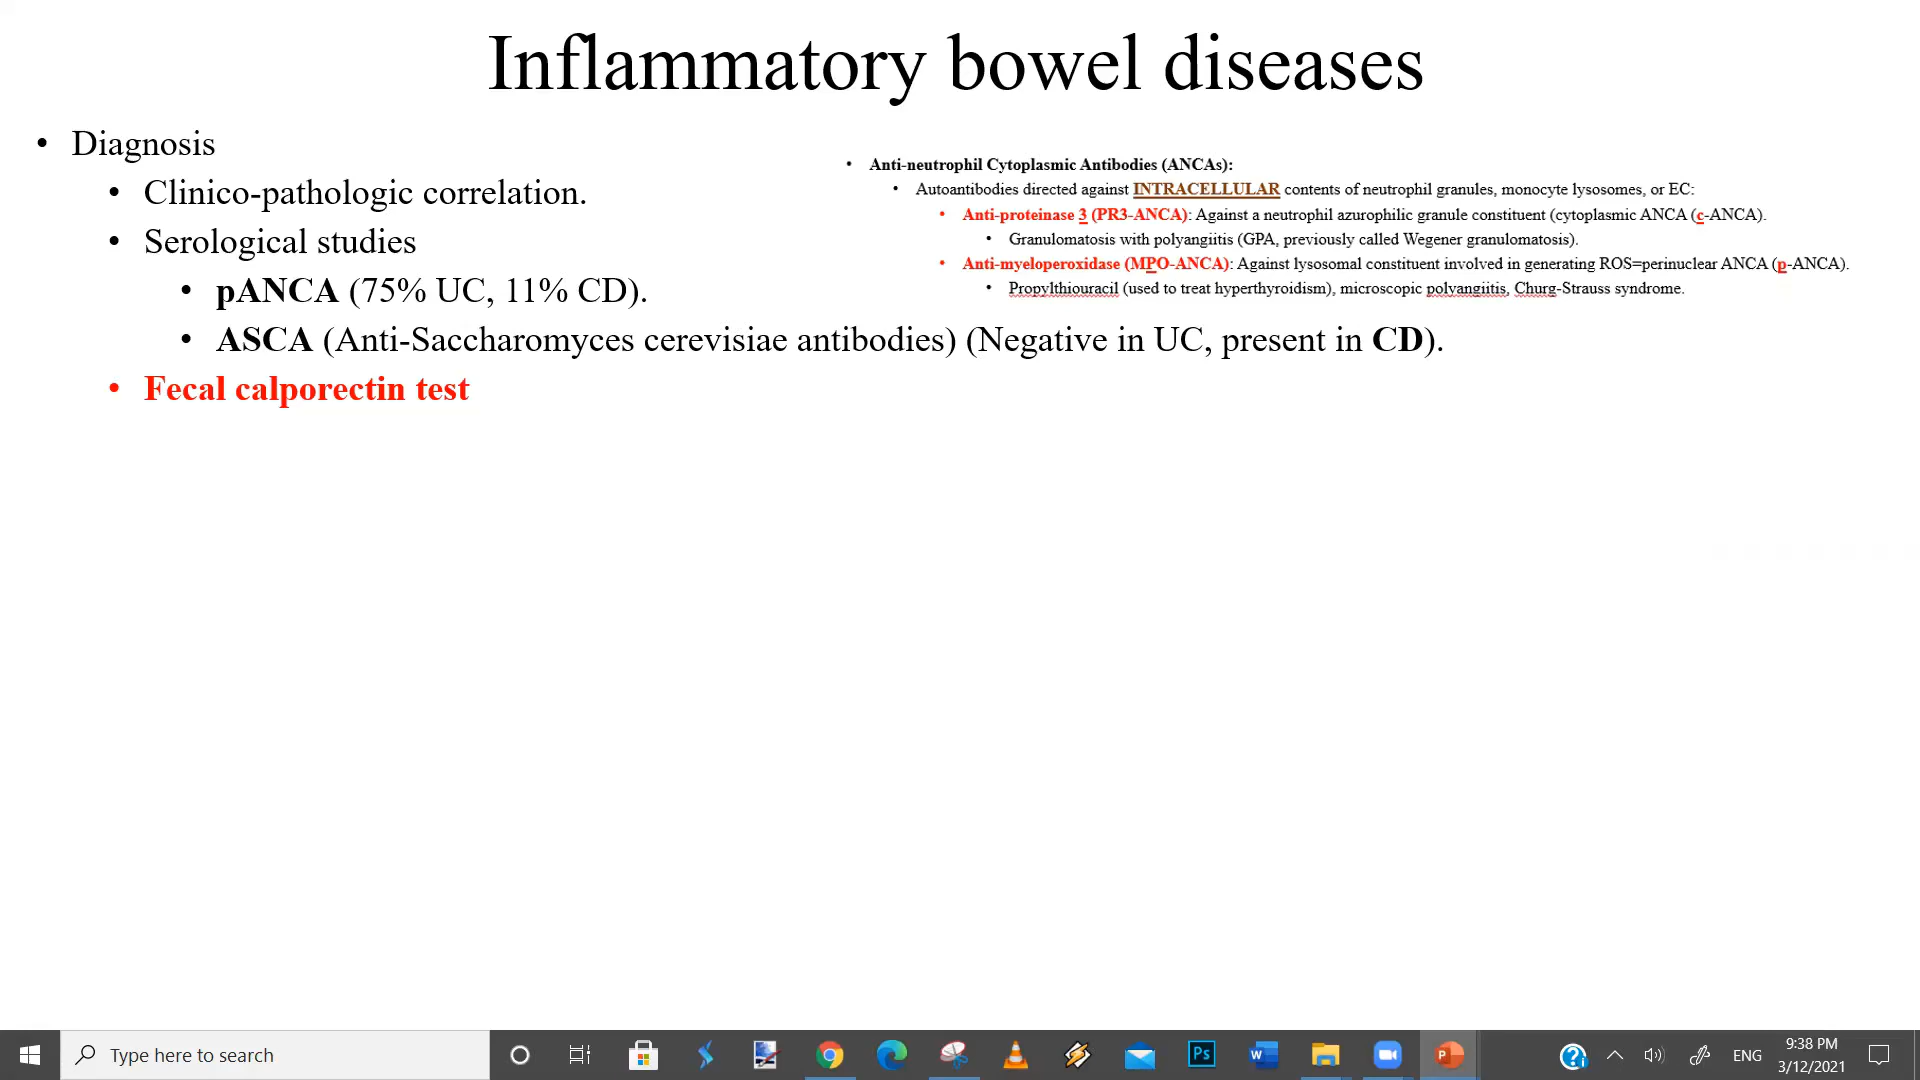 Inflammatory bowel diseases
• Diagnosis
• Clinico-pathologic correlation.
• Serological studies
• pANCA (75% UC, 11% CD).
• ASCA (Anti-Saccharomyces cerevisiae antibodies) (Negative in UC, present in CD).
• Fecal calporectin test
• Anti-neutrophil Cytoplasmic Antibodies (ANCAs):
• Autoantibodies directed against INTRACELLULAR contents of neutrophil granules, monocyte lysosomes, or EC:
• Anti-proteinase 3 (PR3-ANCA): Against a neutrophil azurophilic granule constituent (cytoplasmic ANCA (c-ANCA).
• Granulomatosis with polyangiitis (GPA, previously called Wegener granulomatosis).
• Anti-myeloperoxidase (MPO-ANCA): Against lysosomal constituent involved in generating ROS=perinuclear ANCA (p-ANCA).
• Propylthiouracil (used to treat hyperthyroidism), microscopic polyangiitis, Churg-Strauss syndrome.
Type here to search
Ps
W
P
ENG
9:38 PM
3/12/2021